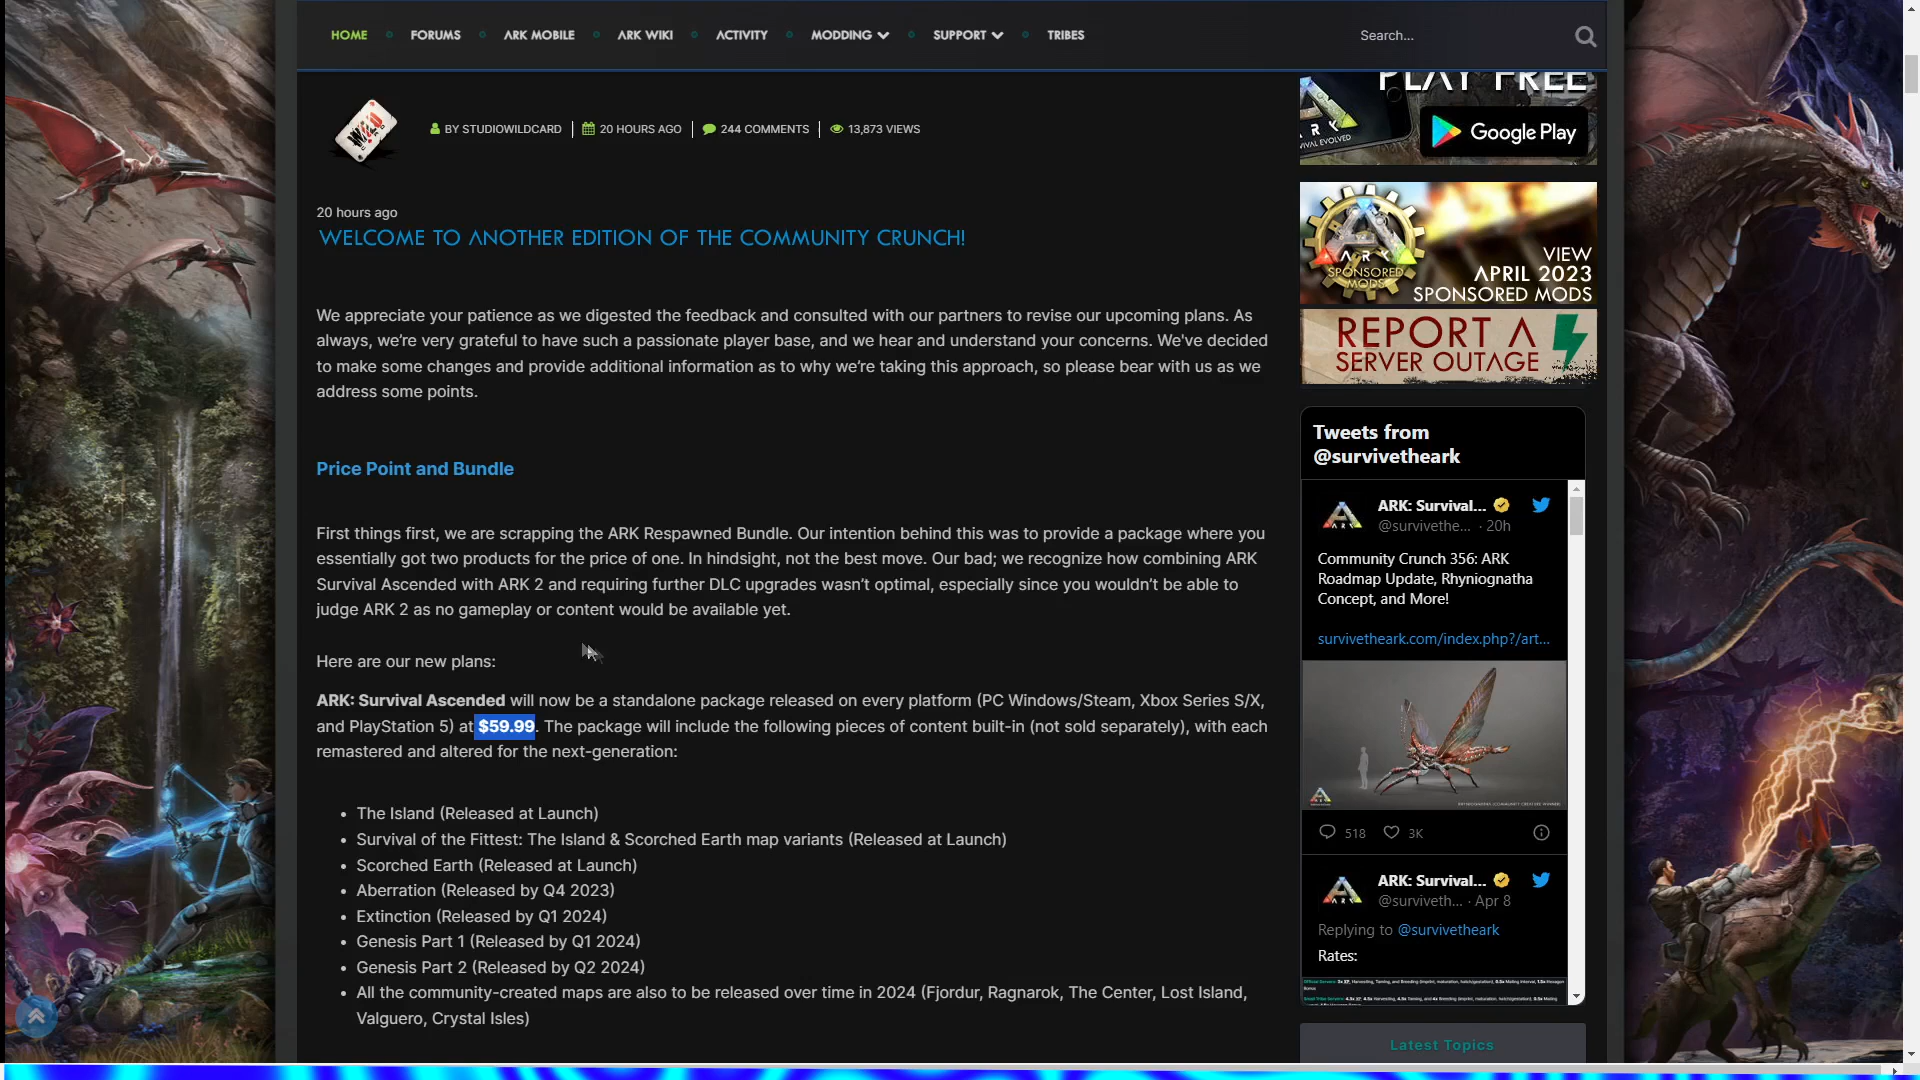 HOME FORUMS ARK MOBILE ARK WIKI ACTIVITY MODDING SUPPORT TRIBES Search...
BY STUDIOWILDCARD 20 HOURS AGO 244 COMMENTS 13,873 VIEWS
20 hours ago
WELCOME TO ANOTHER EDITION OF THE COMMUNITY CRUNCH!
We appreciate your patience as we digested the feedback and consulted with our partners to revise our upcoming plans. As
always, we're very grateful to have such a passionate player base, and we hear and understand your concerns. We've decided
to make some changes and provide additional information as to why we're taking this approach, so please bear with us as we
address some points.
Price Point and Bundle
First things first, we are scrapping the ARK Respawned Bundle. Our intention behind this was to provide a package where you
essentially got two products for the price of one. In hindsight, not the best move. Our bad; we recognize how combining ARK
Survival Ascended with ARK 2 and requiring further DLC upgrades wasn't optimal, especially since you wouldn't be able to
judge ARK 2 as no gameplay or content would be available yet.
Here are our new plans:
ARK: Survival Ascended will now be a standalone package released on every platform (PC Windows/Steam, Xbox Series S/X,
and PlayStation 5) at $59.99. The package will include the following pieces of content built-in (not sold separately), with each
remastered and altered for the next-generation:
• The Island (Released at Launch)
• Survival of the Fittest: The Island & Scorched Earth map variants (Released at Launch)
• Scorched Earth (Released at Launch)
• Aberration (Released by Q4 2023)
• Extinction (Released by Q1 2024)
• Genesis Part 1 (Released by Q1 2024)
• Genesis Part 2 (Released by Q2 2024)
• All the community-created maps are also to be released over time in 2024 (Fjordur, Ragnarok, The Center, Lost Island,
Valguero, Crystal Isles)
PLAY FREE
Google Play
ARK
SPONSORED
MODS
VIEW
APRIL 2023
SPONSORED MODS
REPORT A
SERVER OUTAGE
Tweets from
@survivetheark
ARK: Survival...
@survivethe... · 20h
Community Crunch 356: ARK
Roadmap Update, Rhyniognatha
Concept, and More!
survivetheark.com/index.php?/art...
ARK
518 3K
ARK: Survival...
@surviveth... · Apr 8
Replying to @survivetheark
Rates:
Latest Topics